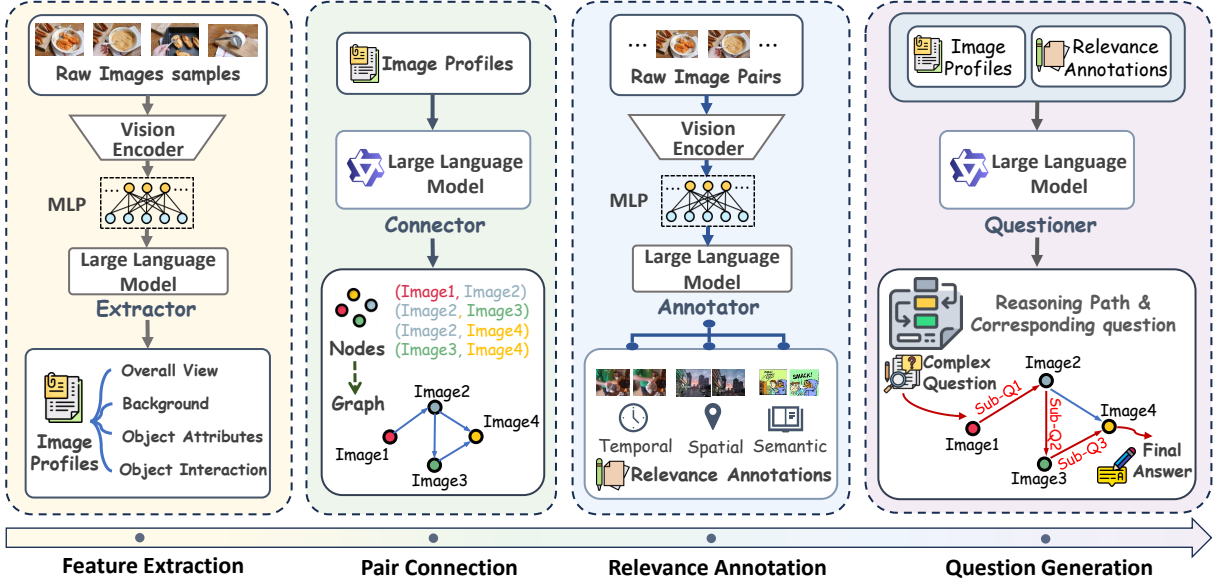 Raw Images samples
Vision
Encoder
...
...
MLP
Large Language
Model
Extractor
Image
Profiles
Overall View
Background
Object Attributes
Object Interaction
Feature Extraction
Image Profiles
Large Language
Model
Connector
Nodes
Graph
(Image1, Image2)
(Image2, Image3)
(Image2, Image4)
(Image3, Image4)
Image2
Image4
Image1
Image3
Pair Connection
...
...
Raw Image Pairs
Vision
Encoder
...
...
MLP
Large Language
Model
Annotator
SMACK!
Temporal
Spatial
Semantic
Relevance Annotations
Relevance Annotation
Image
Profiles
Relevance
Annotations
Large Language
Model
Questioner
Reasoning Path &
Corresponding question
?
Complex
Question
Image2
Sub-Q1
Image4
Sub-Q2
Image1
Sub-Q3
Image3
A
Final
Answer
Question Generation